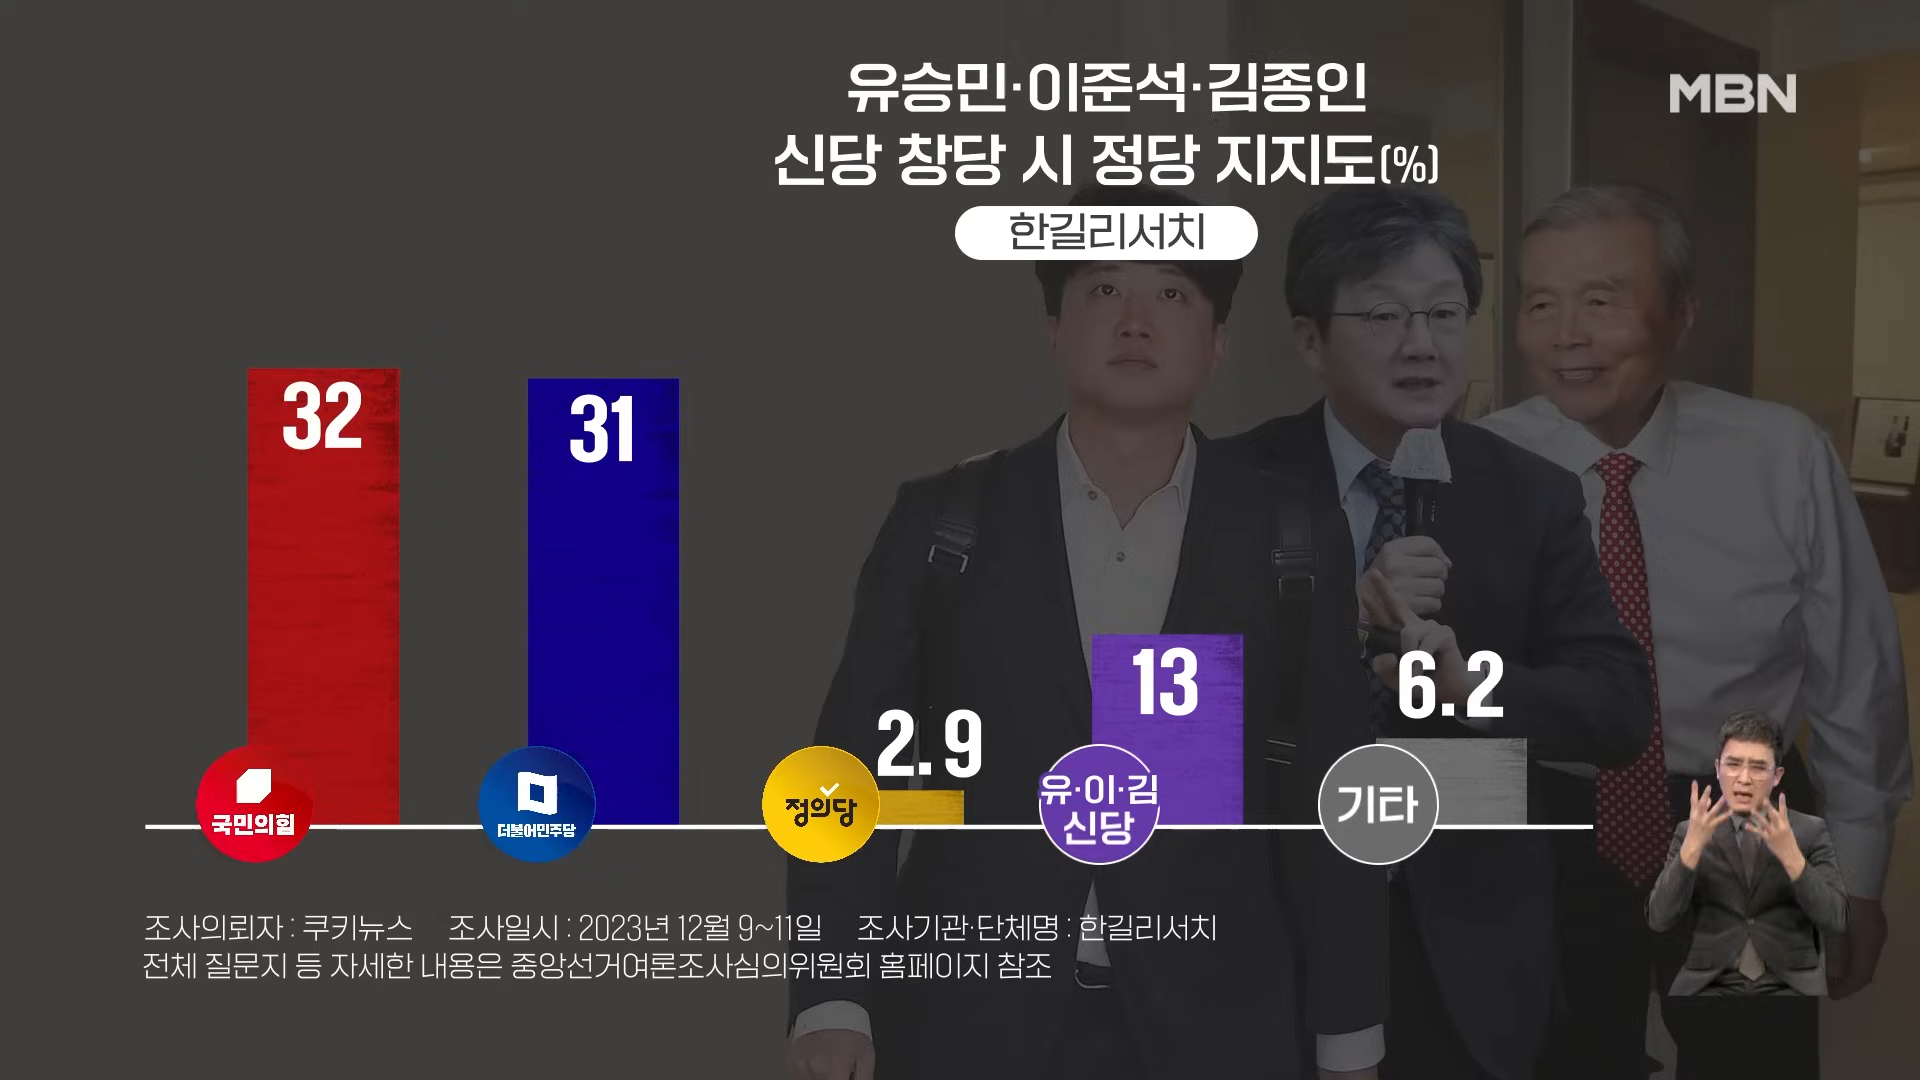 유승민·이준석·김종인
MBN
신당 창당 시 정당 지지도(%)
한길리서치
32
31
2.9
13
6.2
국민의힘
더불어민주당
정의당
유·이·김
신당
기타
조사의뢰자 : 쿠키뉴스 조사일시 : 2023년 12월 9~11일 조사기관·단체명 : 한길리서치
전체 질문지 등 자세한 내용은 중앙선거여론조사심의위원회 홈페이지 참조